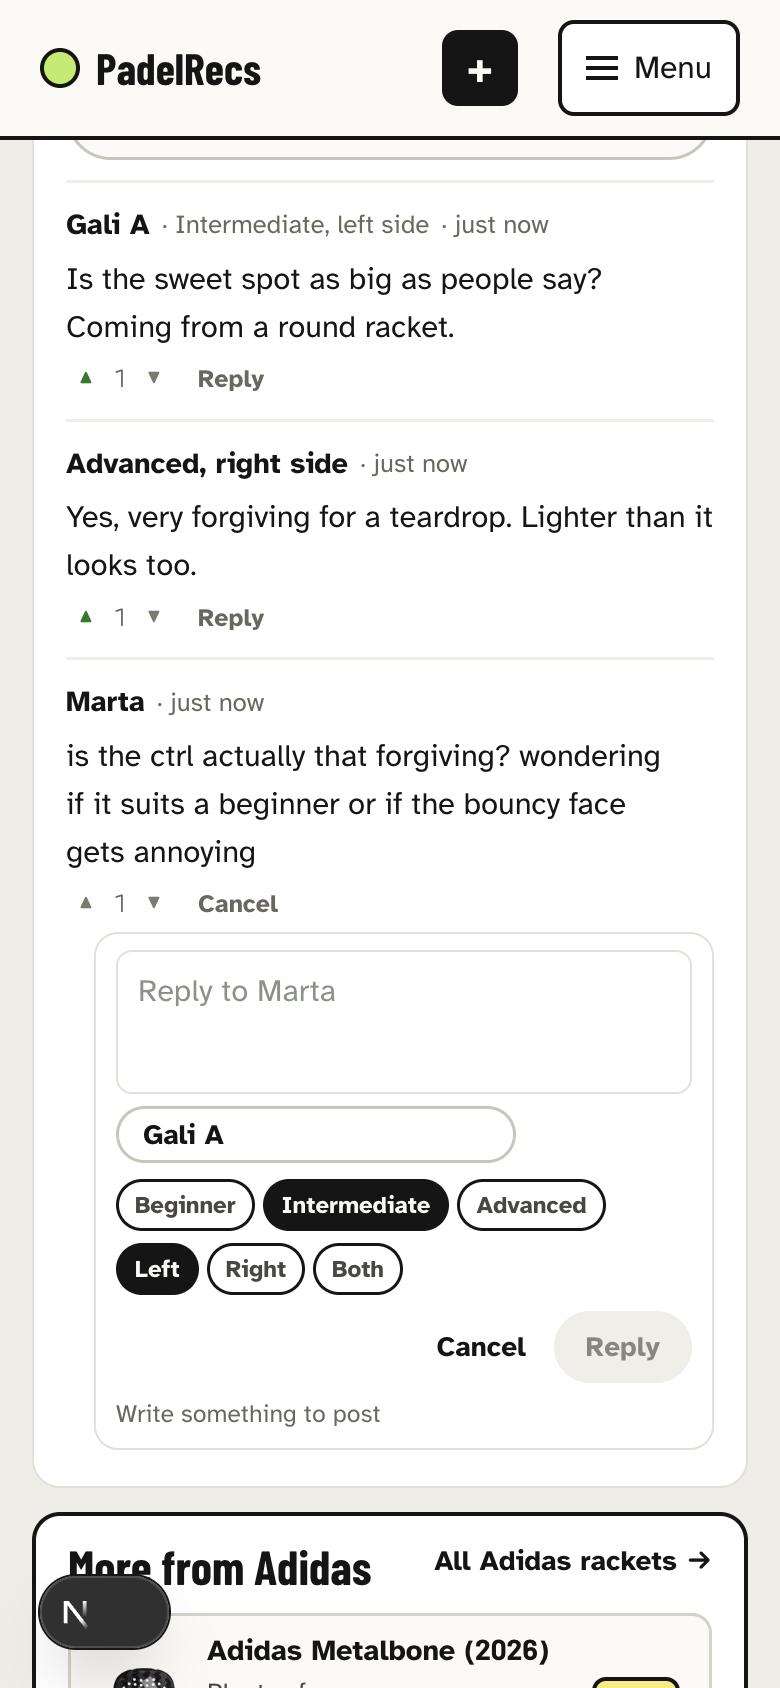 PadelRecs
+
Menu
Gali A · Intermediate, left side · just now
Is the sweet spot as big as people say?
Coming from a round racket.
▲ 1 ▼ Reply
Advanced, right side · just now
Yes, very forgiving for a teardrop. Lighter than it
looks too.
▲ 1 ▼ Reply
Marta · just now
is the ctrl actually that forgiving? wondering
if it suits a beginner or if the bouncy face
gets annoying
▲ 1 ▼ Cancel
Reply to Marta
Gali A
Beginner Intermediate Advanced
Left Right Both
Cancel Reply
Write something to post
More from Adidas
All Adidas rackets →
N
Adidas Metalbone (2026)